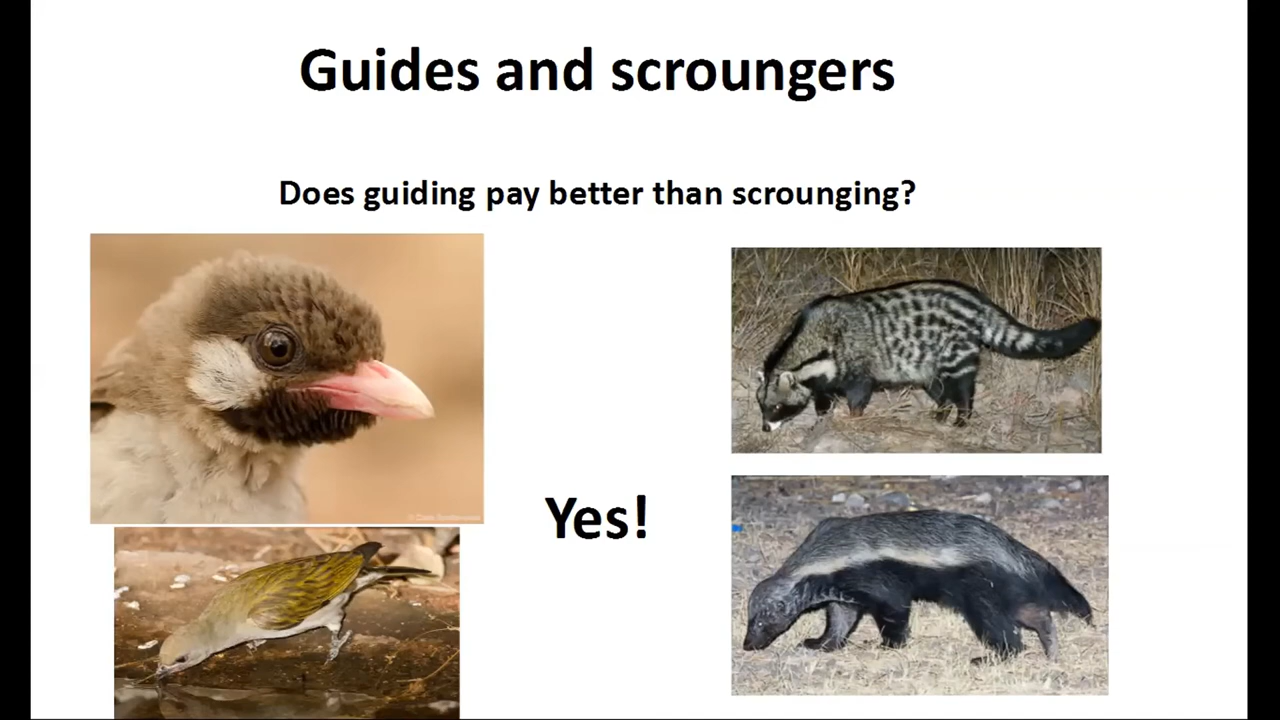 Guides and scroungers
Does guiding pay better than scrounging?
Yes!